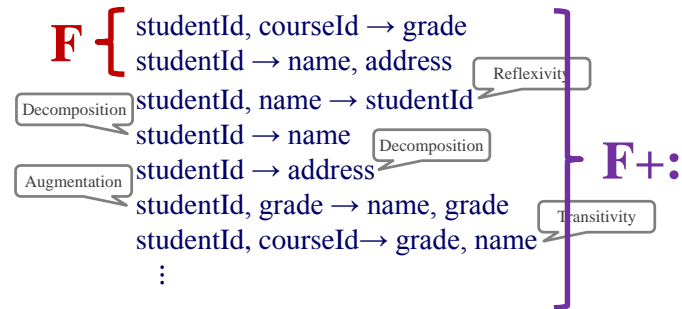 studentId, courseId → grade
F
studentId → name, address
Reflexivity
studentId, name → studentId
Decomposition
studentId → name
Decomposition
studentId → address
F+:
Augmentation
studentId, grade → name, grade
Transitivity
studentId, courseId→ grade, name
⋮